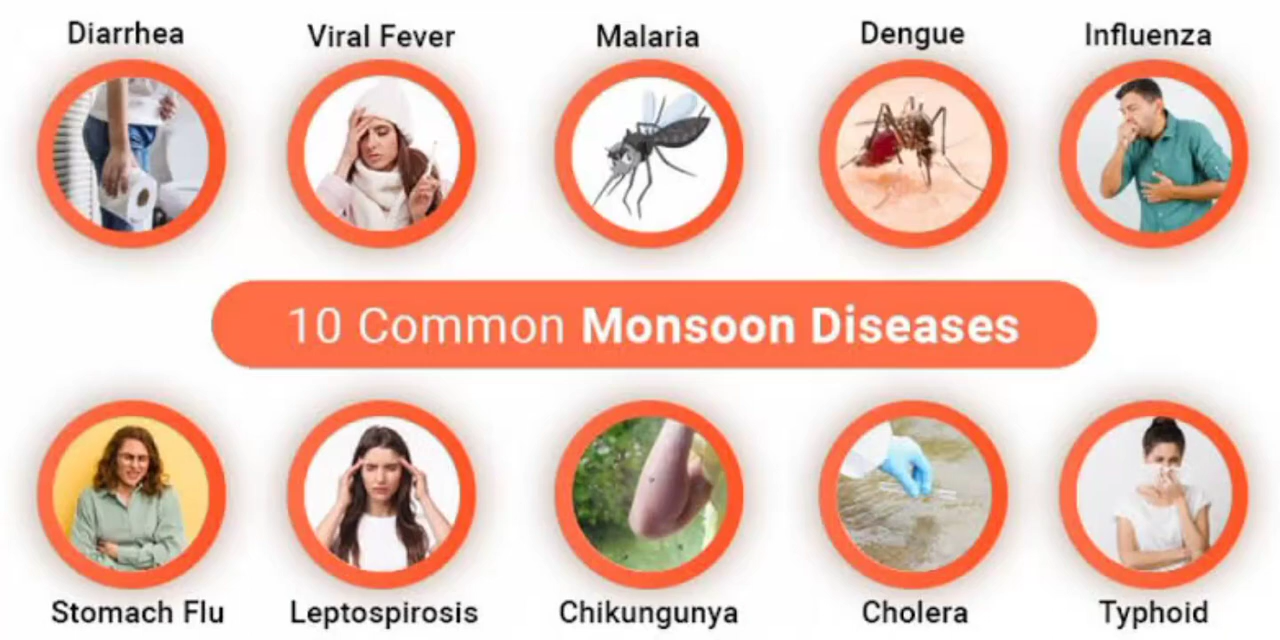 Diarrhea
Viral Fever
Malaria
Dengue
Influenza
10 Common Monsoon Diseases
Stomach Flu
Leptospirosis
Chikungunya
Cholera
Typhoid